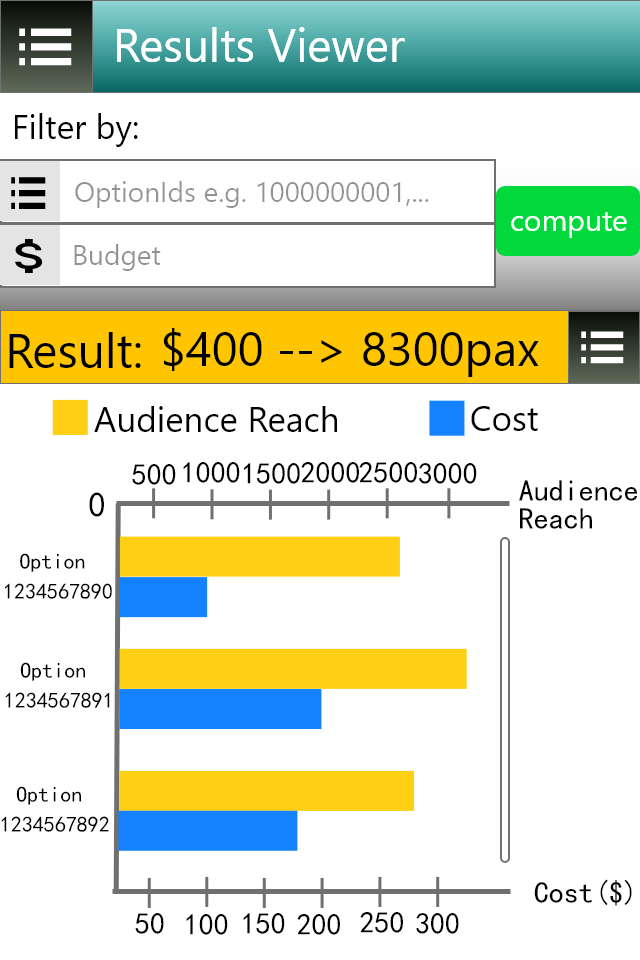 Results Viewer
Filter by:
OptionIds e.g. 1000000001,...
$ Budget
compute
Result: $400 --> 8300pax
Audience Reach Cost
500 1000 1500 2000 2500 3000
0
Audience
Reach
Option
1234567890
Option
1234567891
Option
1234567892
Cost($)
50 100 150 200 250 300